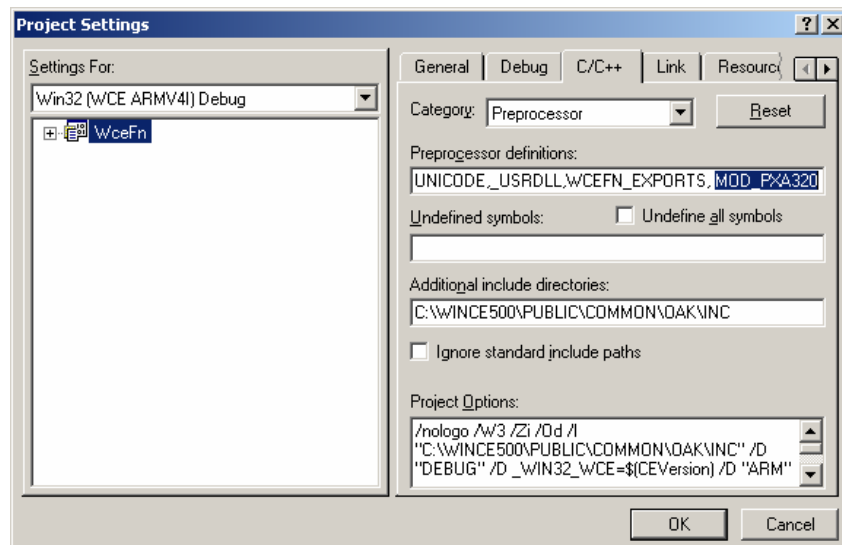 Project Settings
Settings For:
Win32 (WCE ARMV4I) Debug
WceFn
General Debug C/C++ Link Resourc
Category: Preprocessor Reset
Preprocessor definitions:
UNICODE,_USRDLL,WCEFN_EXPORTS, MOD_PXA320
Undefined symbols: Undefine all symbols
Additional include directories:
C:\WINCE500\PUBLIC\COMMON\OAK\INC
Ignore standard include paths
Project Options:
/nologo /W3 /Zi /Od /I
"C:\WINCE500\PUBLIC\COMMON\OAK\INC" /D
"DEBUG" /D _WIN32_WCE=$(CEVersion) /D "ARM"
OK Cancel